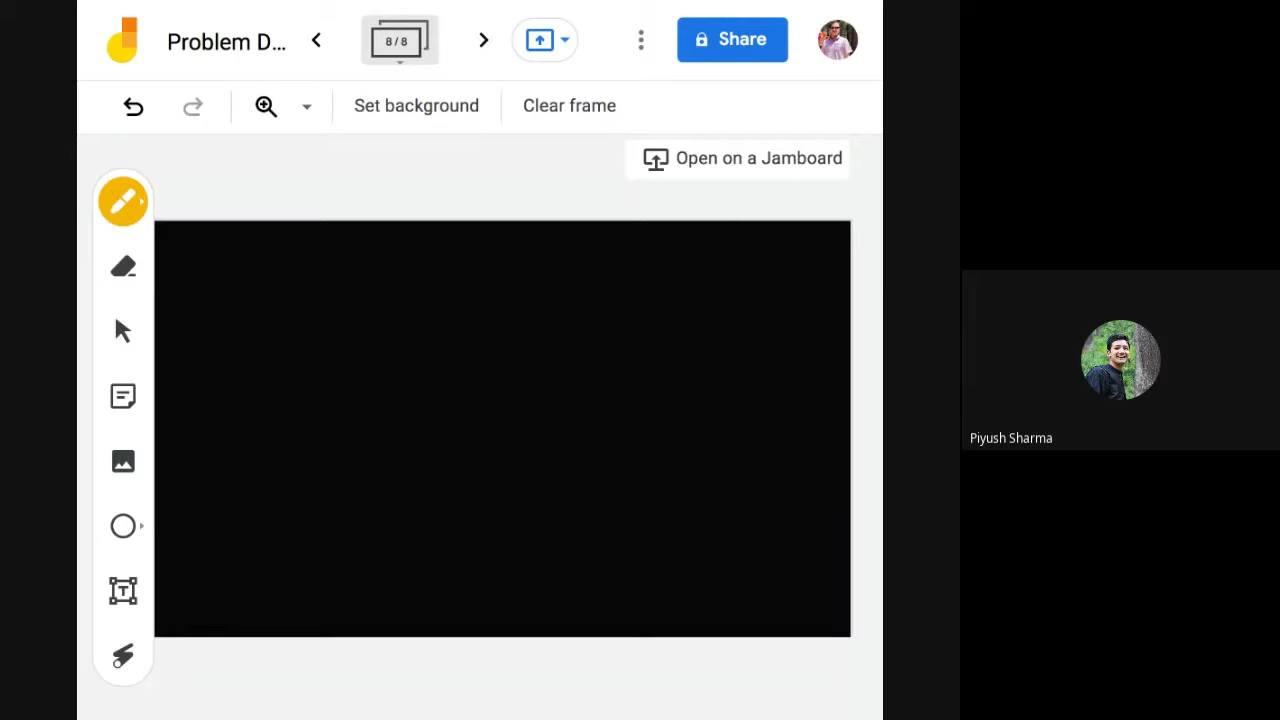 Problem D...
8/8
Share
Set background
Clear frame
Open on a Jamboard
T
Piyush Sharma